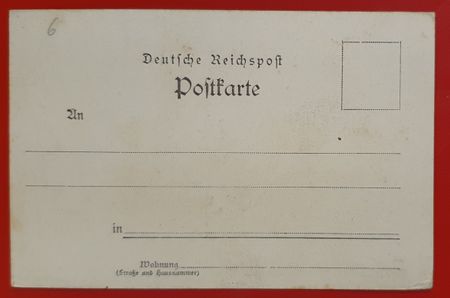 6
Deutsche Reichspost
Postkarte
An
in
Wohnung
(Straße und Hausnummer)